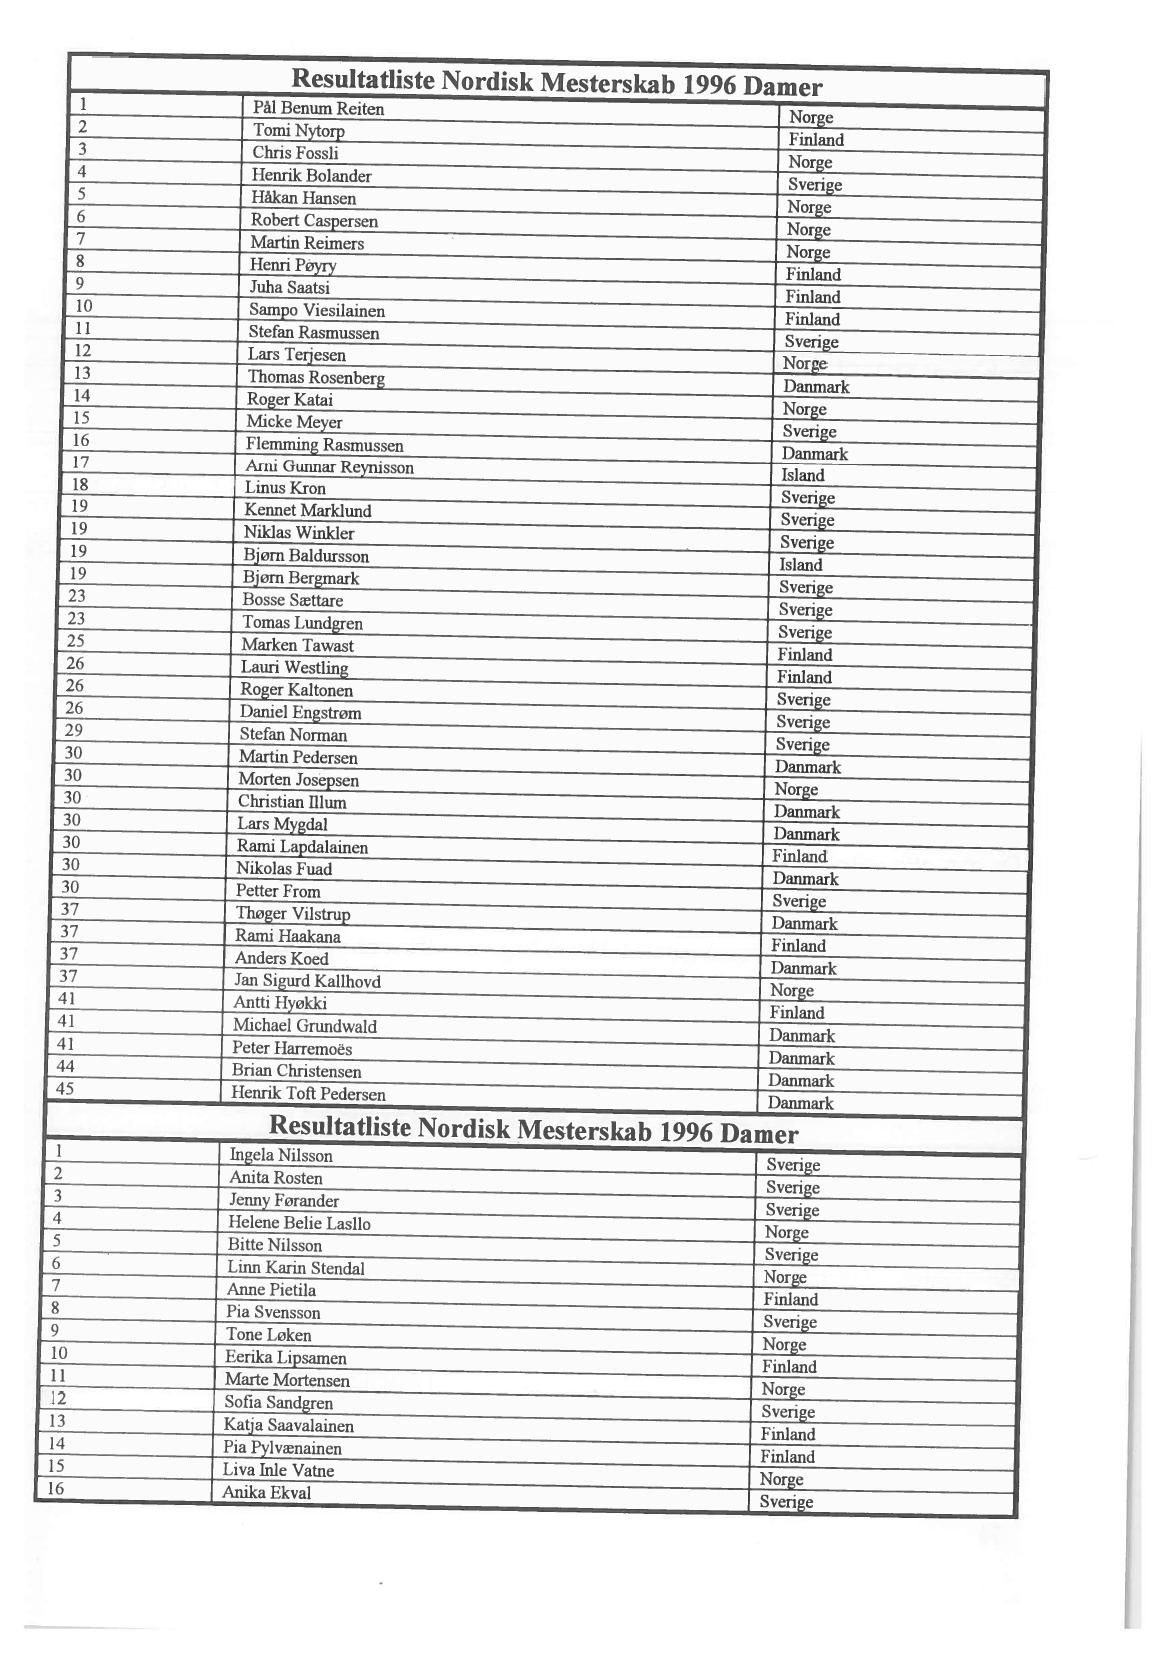 Resultatliste Nordisk Mesterskab 1996 Damer
1 Pål Benum Reiten Norge
2 Tomi Nytorp Finland
3 Chris Fossli Norge
4 Henrik Bolander Sverige
5 Håkan Hansen Norge
6 Robert Caspersen Norge
7 Martin Reimers Norge
8 Henri Pøyry Finland
9 Juha Saatsi Finland
10 Sampo Viesilainen Finland
11 Stefan Rasmussen Sverige
12 Lars Terjesen Norge
13 Thomas Rosenberg Danmark
14 Roger Katai Norge
15 Micke Meyer Sverige
16 Flemming Rasmussen Danmark
17 Arni Gunnar Reynisson Island
18 Linus Kron Sverige
19 Kennet Marklund Sverige
19 Niklas Winkler Sverige
19 Bjørn Baldursson Island
19 Bjørn Bergmark Sverige
23 Bosse Sættare Sverige
23 Tomas Lundgren Sverige
25 Marken Tawast Finland
26 Lauri Westling Finland
26 Roger Kaltonen Sverige
26 Daniel Engstrøm Sverige
29 Stefan Norman Sverige
30 Martin Pedersen Danmark
30 Morten Josepsen Norge
30 Christian Illum Danmark
30 Lars Mygdal Danmark
30 Rami Lapdalainen Finland
30 Nikolas Fuad Danmark
30 Petter From Sverige
37 Thøger Vilstrup Danmark
37 Rami Haakana Finland
37 Anders Koed Danmark
37 Jan Sigurd Kallhovd Norge
41 Antti Hyøkki Finland
41 Michael Grundwald Danmark
41 Peter Harremoës Danmark
44 Brian Christensen Danmark
45 Henrik Toft Pedersen Danmark
Resultatliste Nordisk Mesterskab 1996 Damer
1 Ingela Nilsson Sverige
2 Anita Rosten Sverige
3 Jenny Førander Sverige
4 Helene Belie Lasllo Norge
5 Bitte Nilsson Sverige
6 Linn Karin Stendal Norge
7 Anne Pietila Finland
8 Pia Svensson Sverige
9 Tone Løken Norge
10 Eerika Lipsamen Finland
11 Marte Mortensen Norge
12 Sofia Sandgren Sverige
13 Katja Saavalainen Finland
14 Pia Pylvænainen Finland
15 Liva Inle Vatne Norge
16 Anika Ekval Sverige